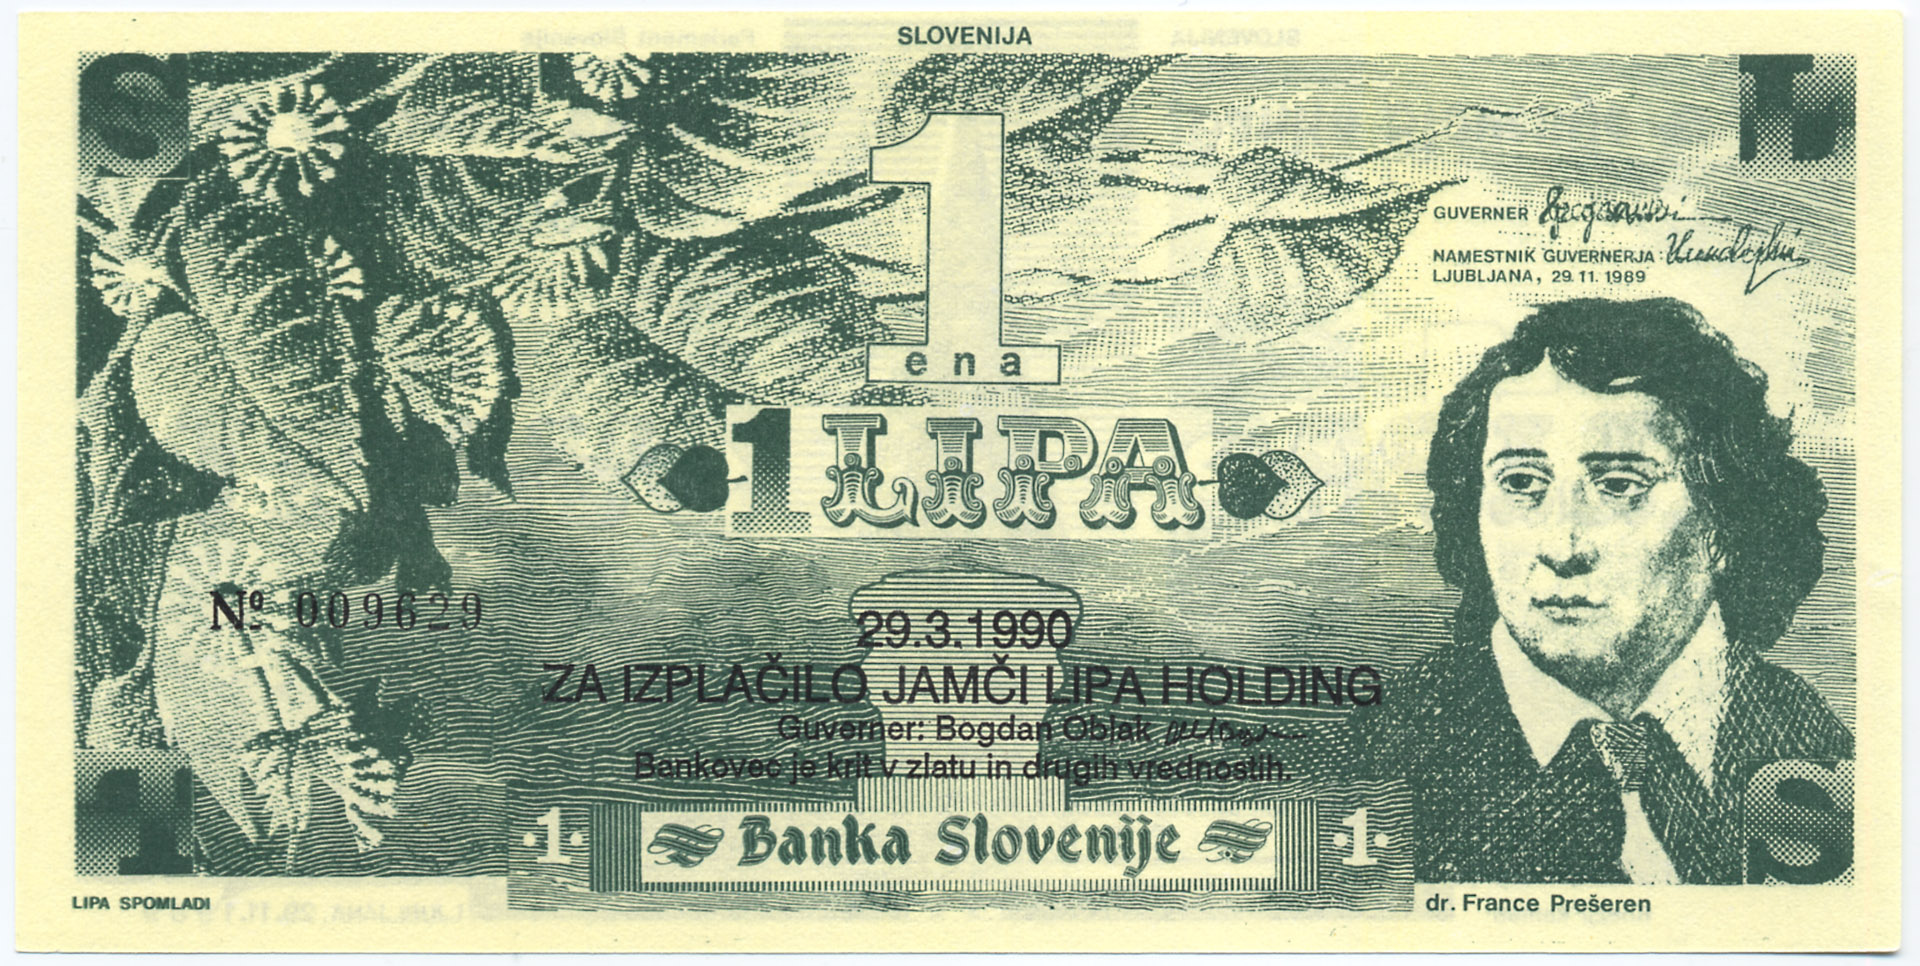 SLOVENIJA
S
1
1
ena
GUVERNER
NAMESTNIK GUVERNERJA
LJUBLJANA, 29.11.1989
1 LIPA
Nº 009629
29.3.1990
ZA IZPLAČILO JAMČI LIPA HOLDING
Guverner: Bogdan Oblak
Bankovec je krit v zlatu in drugih vrednostih.
1
·1· Banka Slovenije ·1·
S
LIPA SPOMLADI
dr. France Prešeren